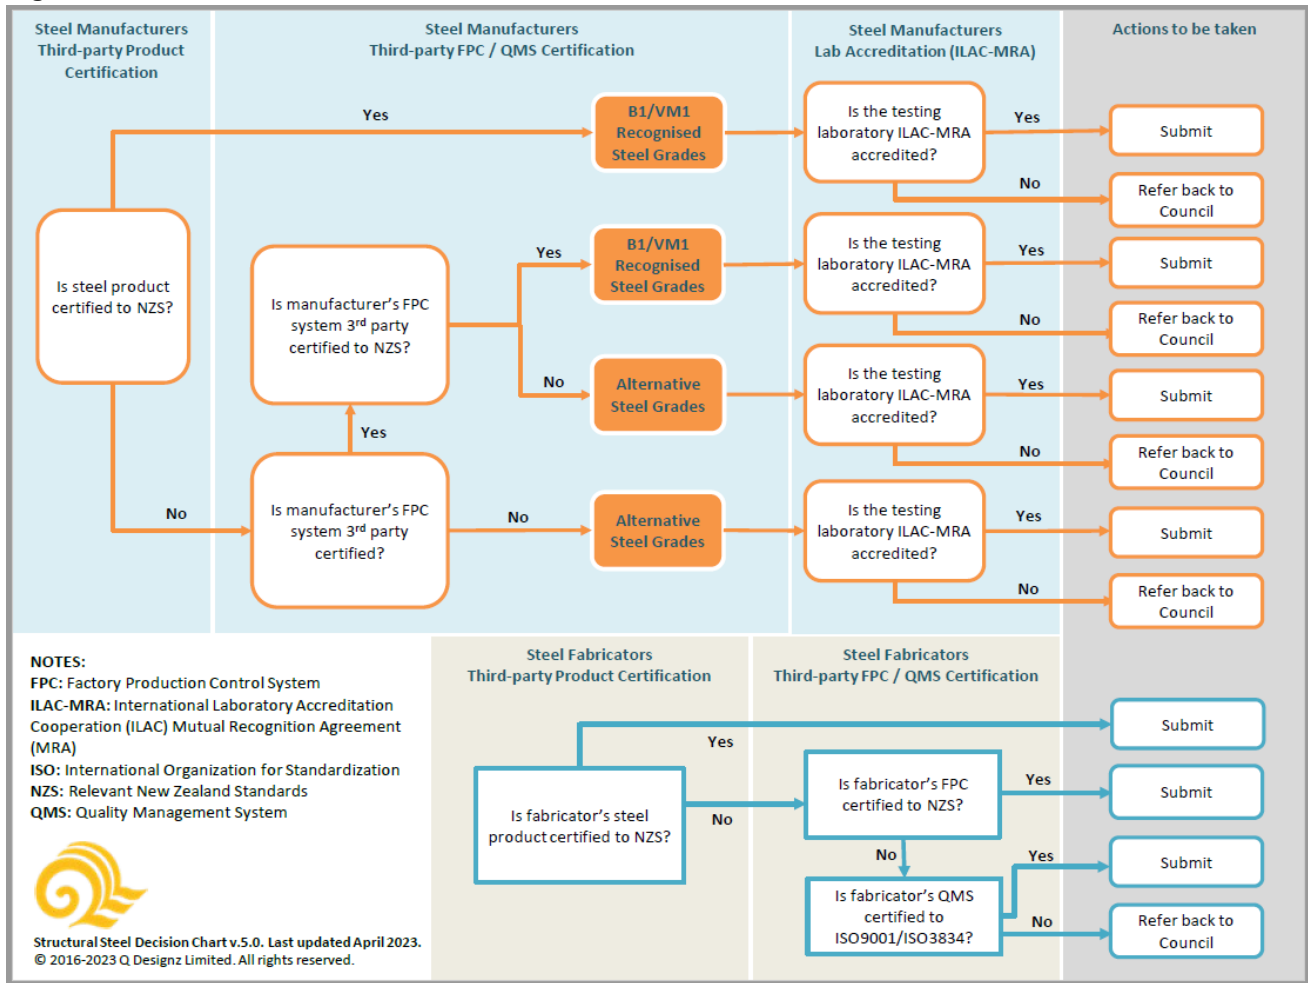 Steel Manufacturers
Third-party Product
Certification
Steel Manufacturers
Third-party FPC / QMS Certification
Steel Manufacturers
Lab Accreditation (ILAC-MRA)
Actions to be taken
Yes
B1/VM1
Recognised
Steel Grades
Is the testing
laboratory ILAC-MRA
accredited?
Yes
Submit
No
Refer back to
Council
Is steel product
certified to NZS?
Is manufacturer's FPC
system 3rd party
certified to NZS?
Yes
B1/VM1
Recognised
Steel Grades
Is the testing
laboratory ILAC-MRA
accredited?
Yes
Submit
No
Refer back to
Council
No
Alternative
Steel Grades
Is the testing
laboratory ILAC-MRA
accredited?
Yes
Submit
No
Refer back to
Council
Yes
No
Is manufacturer's FPC
system 3rd party
certified?
No
Alternative
Steel Grades
Is the testing
laboratory ILAC-MRA
accredited?
Yes
Submit
No
Refer back to
Council
NOTES:
FPC: Factory Production Control System
ILAC-MRA: International Laboratory Accreditation
Cooperation (ILAC) Mutual Recognition Agreement
(MRA)
ISO: International Organization for Standardization
NZS: Relevant New Zealand Standards
QMS: Quality Management System
Structural Steel Decision Chart v.5.0. Last updated April 2023.
© 2016-2023 Q Designz Limited. All rights reserved.
Steel Fabricators
Third-party Product Certification
Steel Fabricators
Third-party FPC / QMS Certification
Yes
Submit
Is fabricator's steel
product certified to NZS?
No
Is fabricator's FPC
certified to NZS?
Yes
Submit
No
Is fabricator's QMS
certified to
ISO9001/ISO3834?
Yes
Submit
No
Refer back to
Council